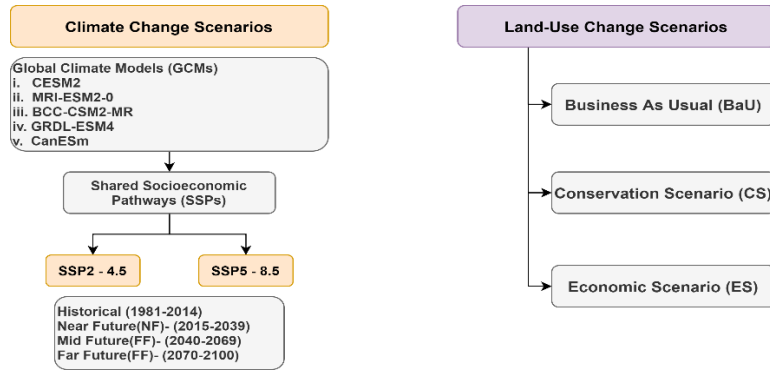 Climate Change Scenarios
Global Climate Models (GCMs)
i. CESM2
ii. MRI-ESM2-0
iii. BCC-CSM2-MR
iv. GRDL-ESM4
v. CanESm
Shared Socioeconomic
Pathways (SSPs)
SSP2 - 4.5
SSP5 - 8.5
Historical (1981-2014)
Near Future(NF)- (2015-2039)
Mid Future(FF)- (2040-2069)
Far Future(FF)- (2070-2100)
Land-Use Change Scenarios
Business As Usual (BaU)
Conservation Scenario (CS)
Economic Scenario (ES)